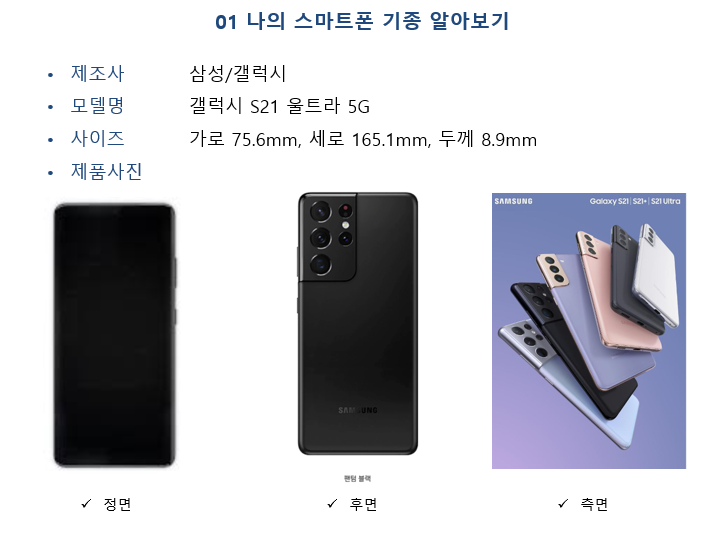 01 나의 스마트폰 기종 알아보기
• 제조사 삼성/갤럭시
• 모델명 갤럭시 S21 울트라 5G
• 사이즈 가로 75.6mm, 세로 165.1mm, 두께 8.9mm
• 제품사진
SAMSUNG Galaxy S21 | S21+ | S21 Ultra
SAMSUNG
팬텀 블랙
✓ 정면 ✓ 후면 ✓ 측면